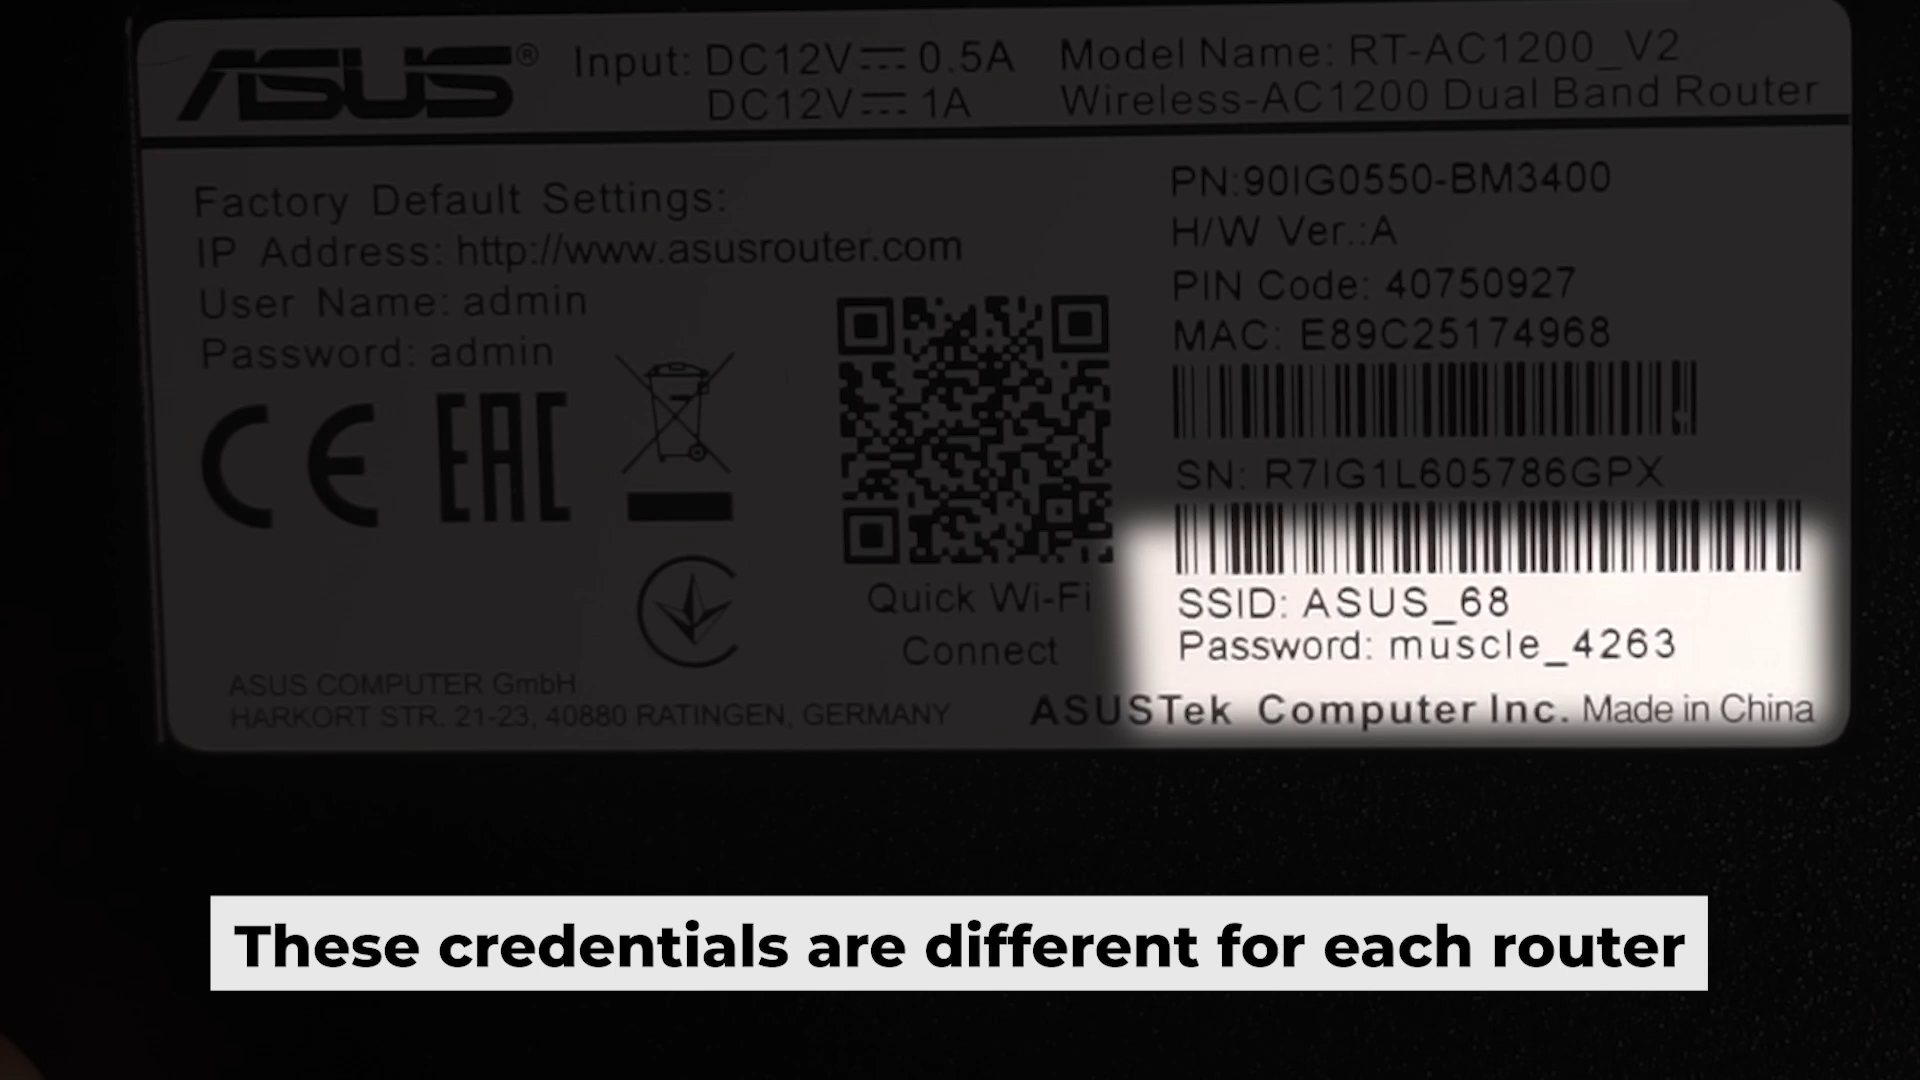 ASUS® Input: DC12V⎓0.5A
DC12V⎓1A
Model Name: RT-AC1200_V2
Wireless-AC1200 Dual Band Router
Factory Default Settings:
IP Address: http://www.asusrouter.com
User Name: admin
Password: admin
CE EAC
Quick Wi-Fi
Connect
PN:90IG0550-BM3400
H/W Ver.:A
PIN Code: 40750927
MAC: E89C25174968
SN: R7IG1L605786GPX
SSID: ASUS_68
Password: muscle_4263
ASUS COMPUTER GmbH
HARKORT STR. 21-23, 40880 RATINGEN, GERMANY
ASUSTek Computer Inc. Made in China
These credentials are different for each router